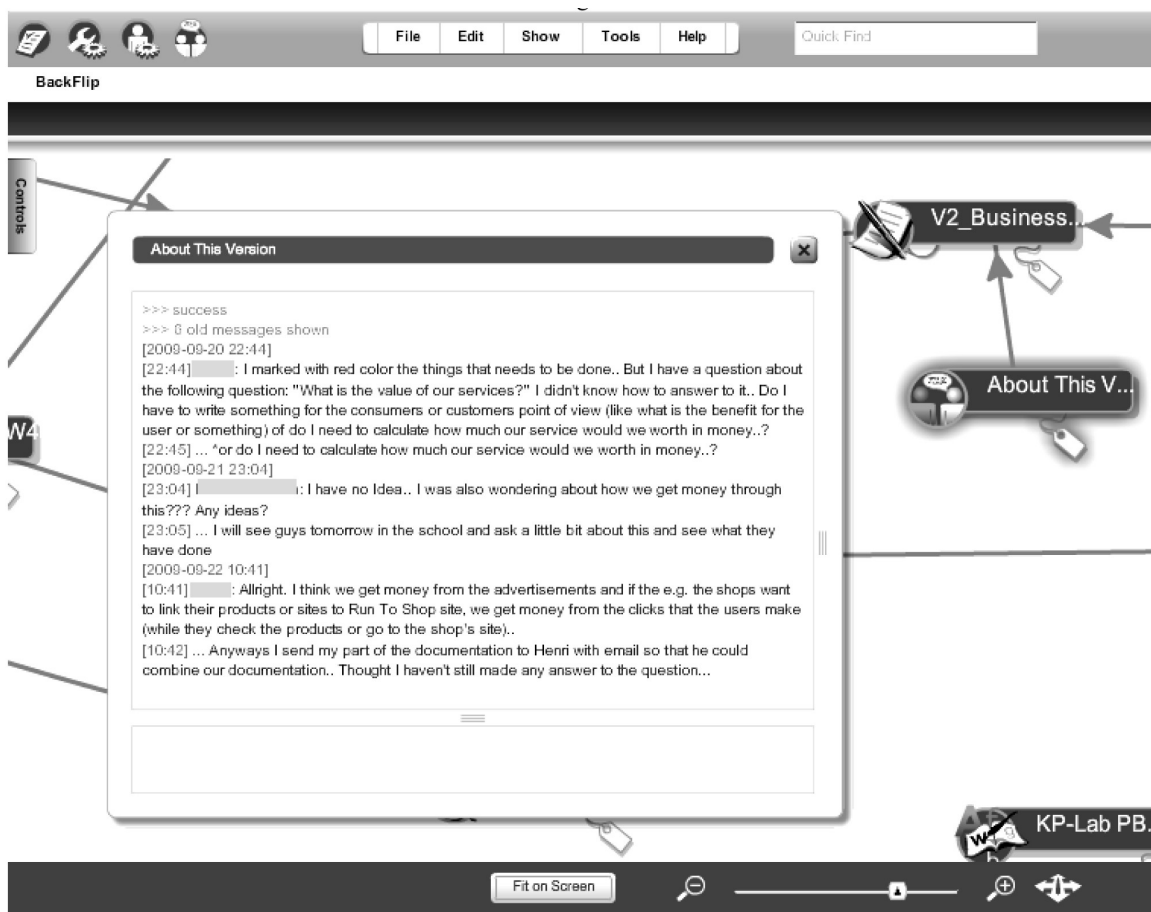 File Edit Show Tools Help Quick Find
BackFlip
Controls
V2_Business...
About This Version
>>> success
>>> 6 old messages shown
[2009-09-20 22:44]
[22:44] : I marked with red color the things that needs to be done.. But I have a question about
the following question: "What is the value of our services?" I didn't know how to answer to it.. Do I
have to write something for the consumers or customers point of view (like what is the benefit for the
user or something) of do I need to calculate how much our service would we worth in money..?
[22:45] ... *or do I need to calculate how much our service would we worth in money..?
[2009-09-21 23:04]
[23:04] : I have no Idea.. I was also wondering about how we get money through
this??? Any ideas?
[23:05] ... I will see guys tomorrow in the school and ask a little bit about this and see what they
have done
[2009-09-22 10:41]
[10:41] : Allright. I think we get money from the advertisements and if the e.g. the shops want
to link their products or sites to Run To Shop site, we get money from the clicks that the users make
(while they check the products or go to the shop's site)..
[10:42] ... Anyways I send my part of the documentation to Henri with email so that he could
combine our documentation.. Thought I haven't still made any answer to the question...
About This V...
W4
KP-Lab PB.
Fit on Screen